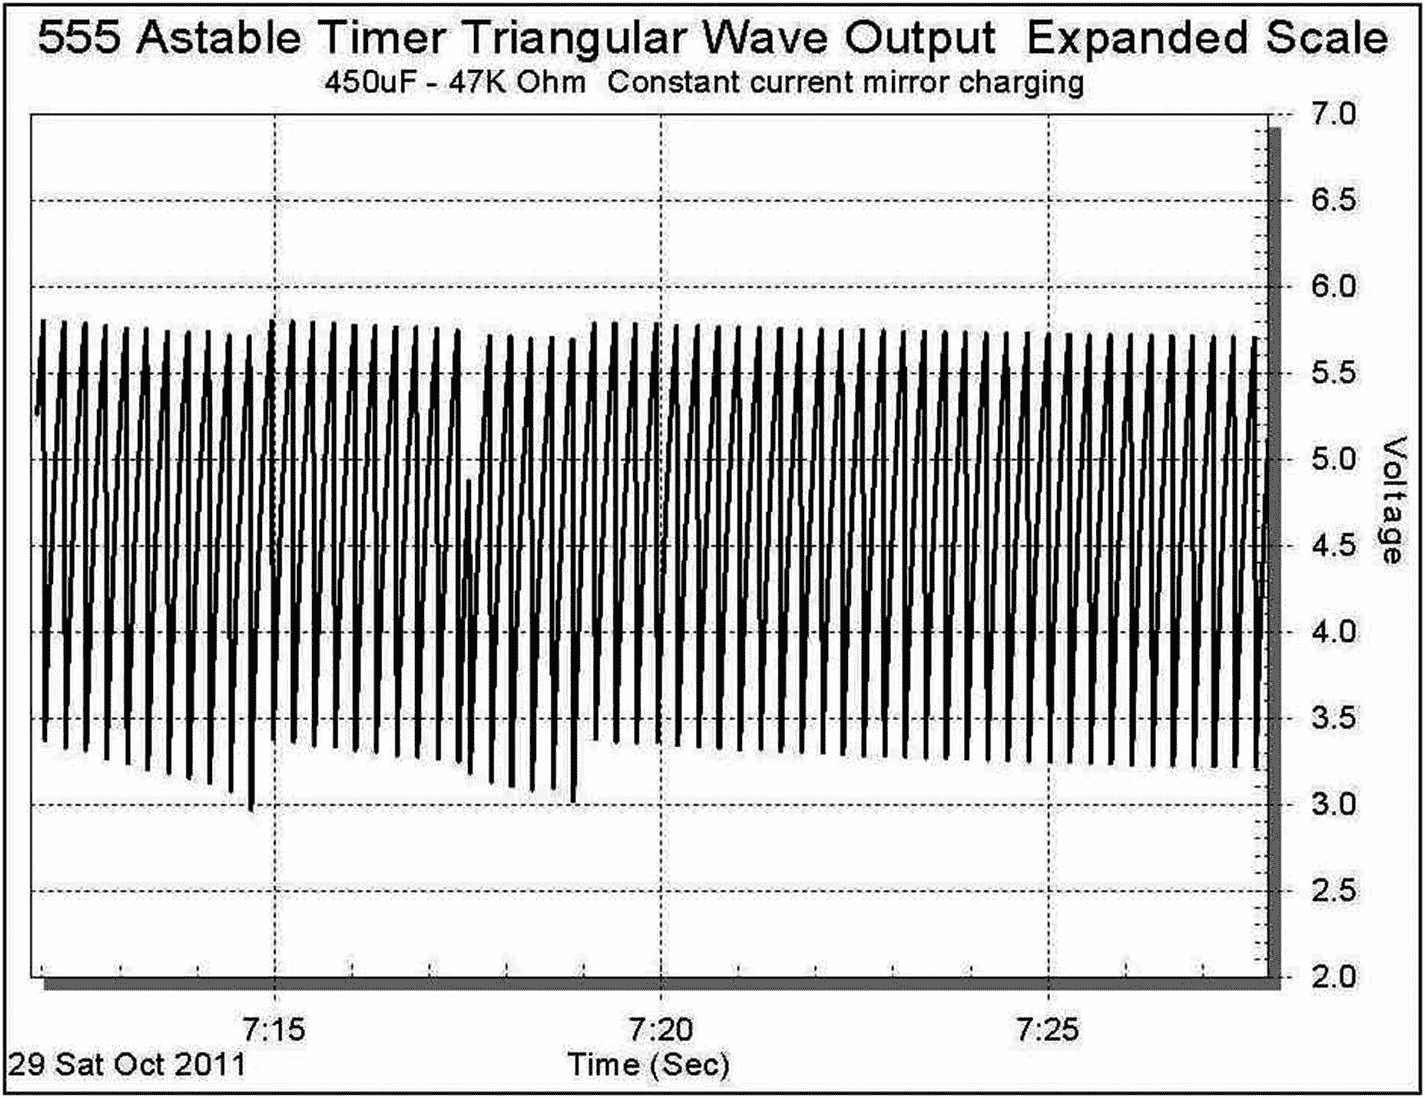 555 Astable Timer Triangular Wave Output Expanded Scale
450uF - 47K Ohm Constant current mirror charging
7.0
6.5
6.0
5.5
5.0
4.5
4.0
3.5
3.0
2.5
2.0
Voltage
7:15 7:20 7:25
29 Sat Oct 2011 Time (Sec)